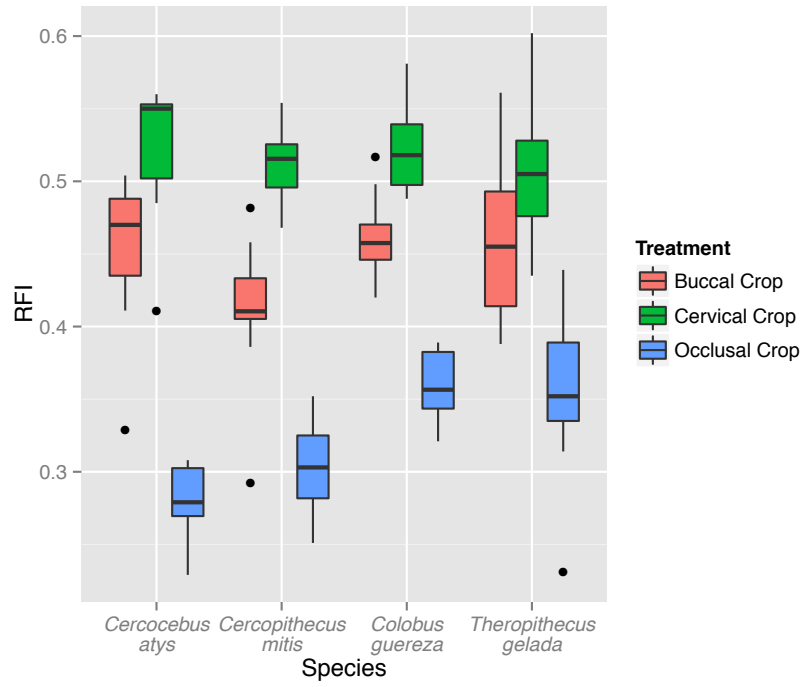 0.6
0.5
0.4
0.3
RFI
Cercocebus atys
Cercopithecus mitis
Colobus guereza
Theropithecus gelada
Species
Treatment
Buccal Crop
Cervical Crop
Occlusal Crop